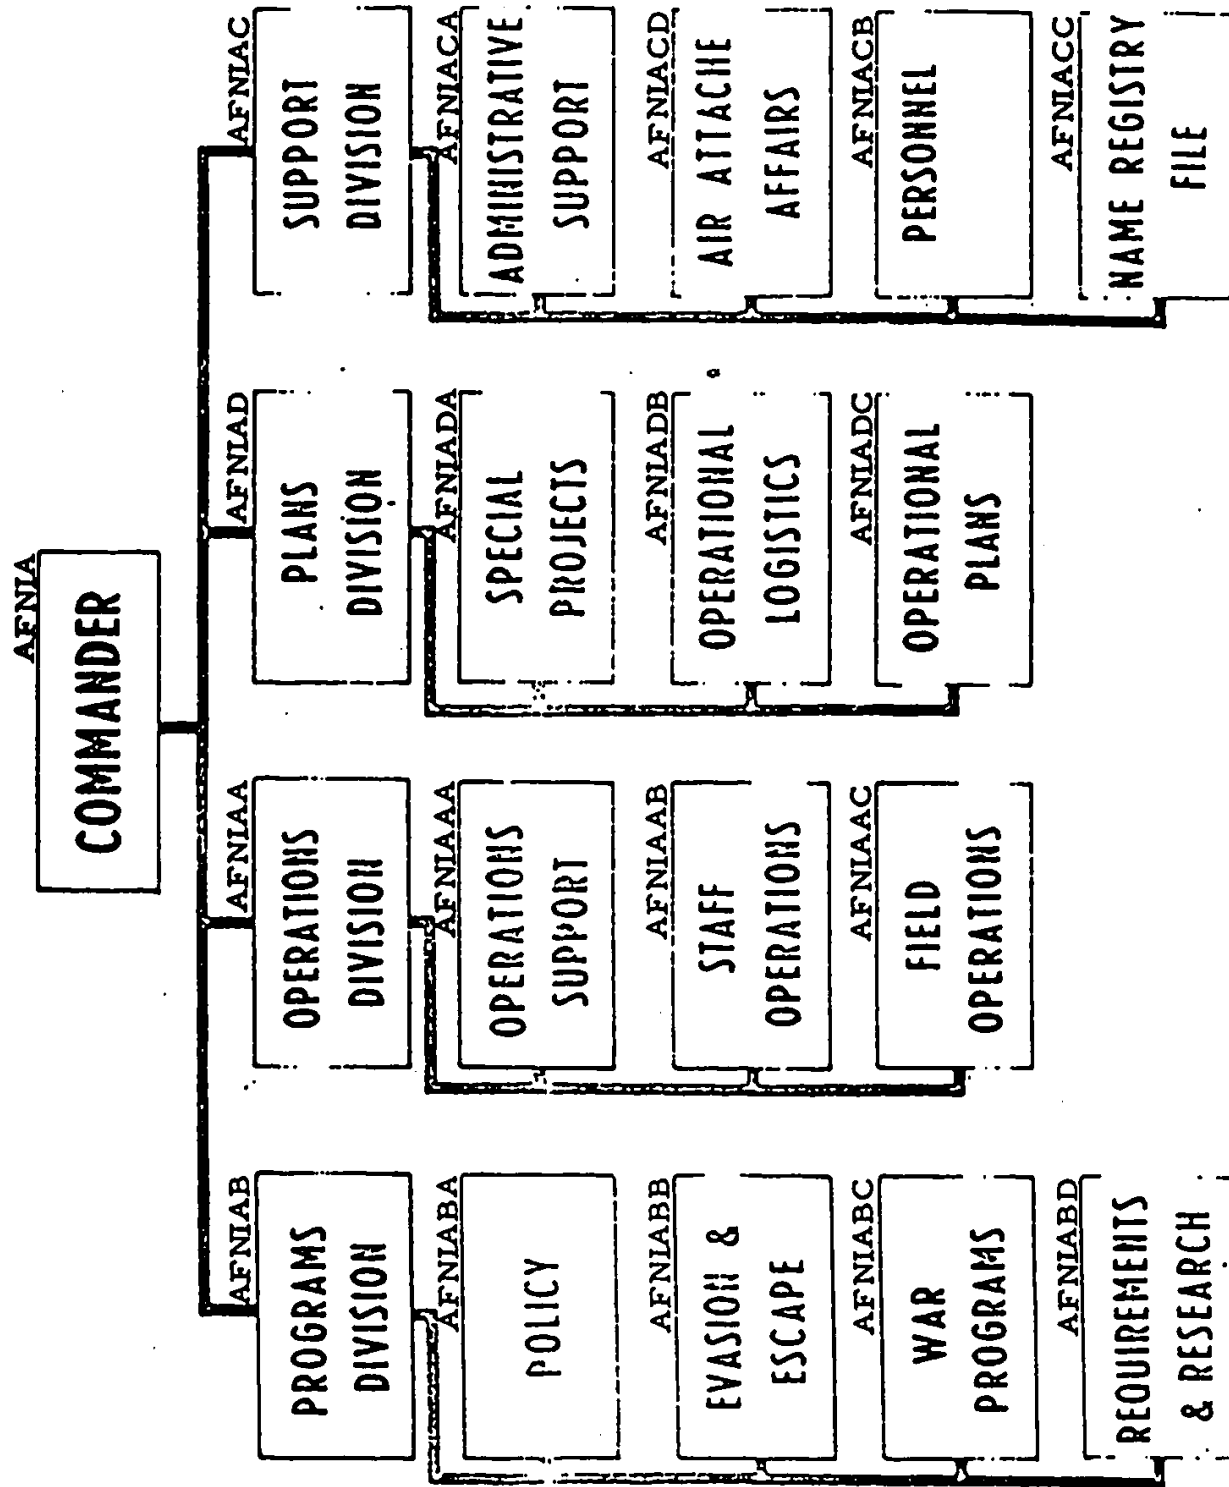 AFNIA
COMMANDER
AFNIAB
PROGRAMS
DIVISION
AFNIABA
POLICY
AFNIABB
EVASION &
ESCAPE
AFNIABC
WAR
PROGRAMS
AFNIABD
REQUIREMENTS
& RESEARCH
AFNIAA
OPERATIONS
DIVISION
AFNIAAA
OPERATIONS
SUPPORT
AFNIAAB
STAFF
OPERATIONS
AFNIAAC
FIELD
OPERATIONS
AFNIAD
PLANS
DIVISION
AFNIADA
SPECIAL
PROJECTS
AFNIADB
OPERATIONAL
LOGISTICS
AFNIADC
OPERATIONAL
PLANS
AFNIAC
SUPPORT
DIVISION
AFNIACA
ADMINISTRATIVE
SUPPORT
AFNIACD
AIR ATTACHE
AFFAIRS
AFNIACB
PERSONNEL
AFNIACC
NAME REGISTRY
FILE